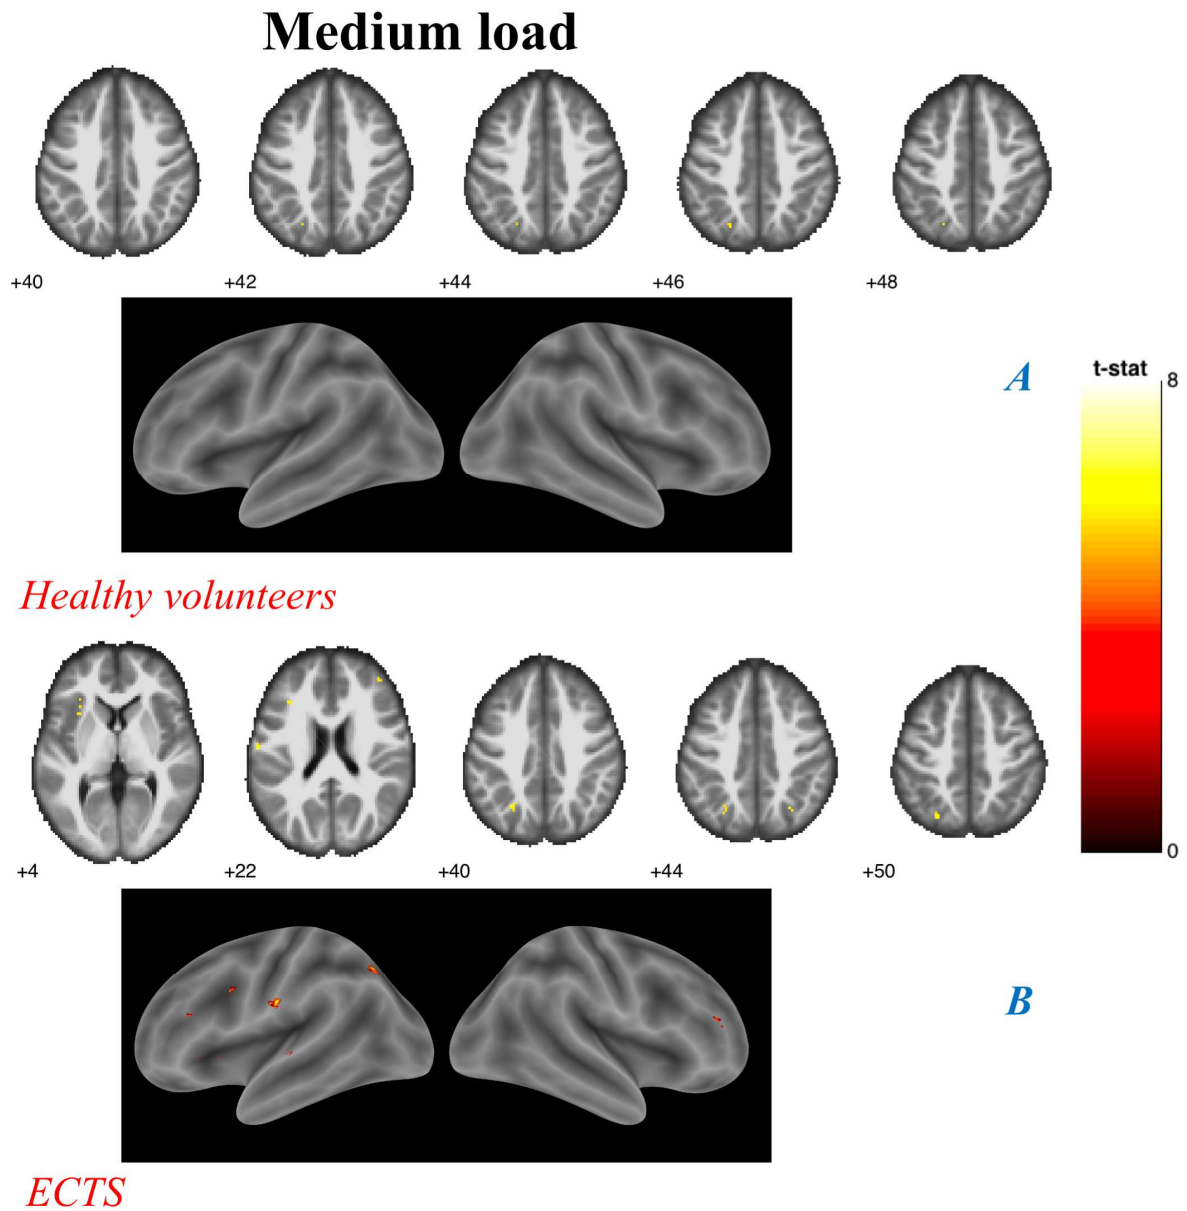 Medium load
+40 +42 +44 +46 +48
A
t-stat
8
Healthy volunteers
0
+4 +22 +40 +44 +50
B
ECTS